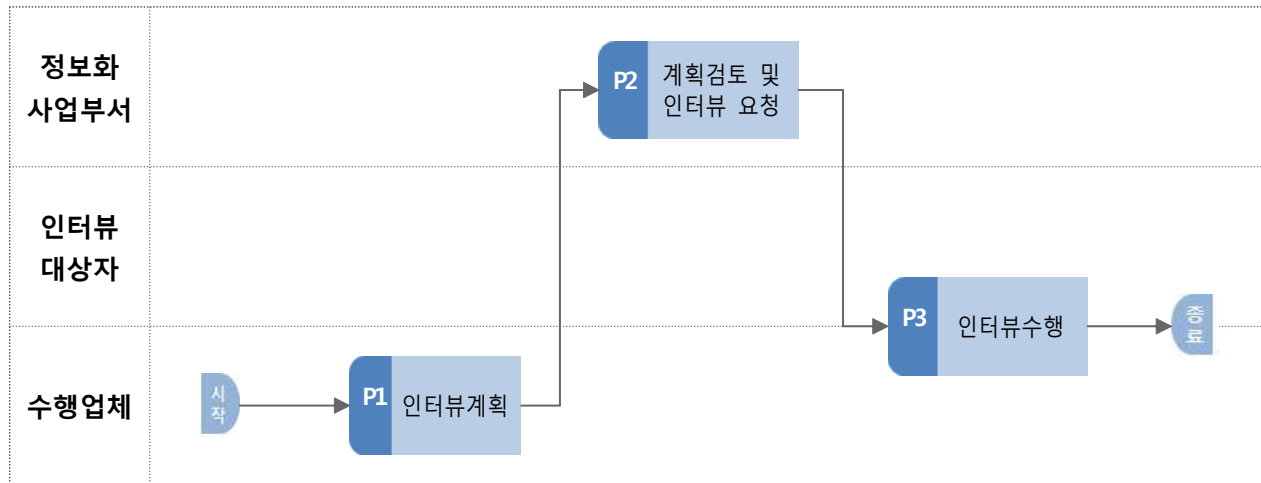 정보화
사업부서
P2
계획검토 및
인터뷰 요청
인터뷰
대상자
P3
인터뷰수행
종
료
수행업체
시
작
P1
인터뷰계획